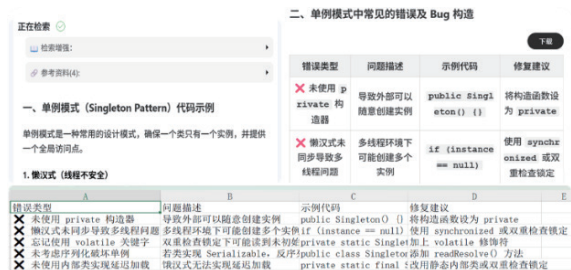 正在检索
检索增强：
参考资料(4):
一、单例模式（Singleton Pattern）代码示例
单例模式是一种常用的设计模式，确保一个类只有一个实例，并提供
一个全局访问点。
1. 懒汉式（线程不安全）
二、单例模式中常见的错误及 Bug 构造
下载
错误类型 问题描述 示例代码 修复建议
❌ 未使用 p
rivate 构
造器
导致外部可以
随意创建实例
public Singl
eton() {}
将构造函数设
为 private
❌ 懒汉式未
同步导致多
线程问题
多线程环境下
可能创建多个
实例
if (instance
== null)
使用 synchr
onized 或双
重检查锁定
A B C D E
错误类型 问题描述 示例代码 修复建议
❌ 未使用 private 构造器 导致外部可以随意创建实例 public Singleton() {} 将构造函数设为 private
❌ 懒汉式未同步导致多线程问题 多线程环境下可能创建多个实例 if (instance == null) 使用 synchronized 或双重检查锁定
❌ 忘记使用 volatile 关键字 双重检查锁定下可能读到未初始 private static Singlet 加上 volatile 修饰符
❌ 未考虑序列化破坏单例 若类实现 Serializable，反序 public class Singleton 添加 readResolve() 方法
❌ 未使用内部类实现延迟加载 饿汉式无法实现延迟加载 private static final S 改用静态内部类或双重检查锁定